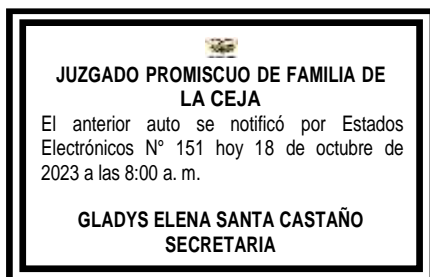 JUZGADO PROMISCUO DE FAMILIA DE
LA CEJA
El anterior auto se notificó por Estados
Electrónicos N° 151 hoy 18 de octubre de
2023 a las 8:00 a. m.
GLADYS ELENA SANTA CASTAÑO
SECRETARIA